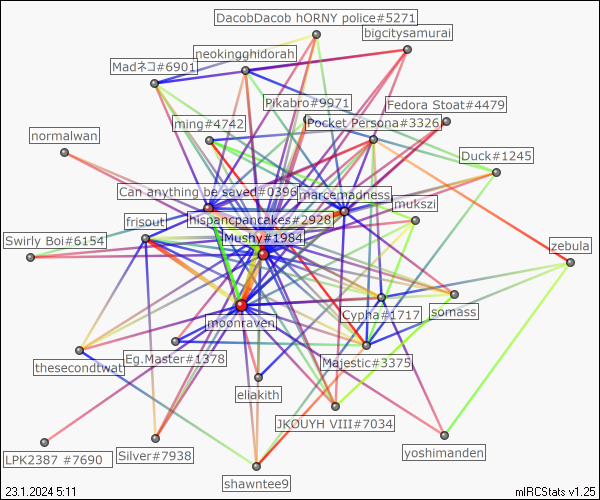 DacobDacob hORNY police#5271
bigcitysamurai
neokingghidorah
Madネコ#6901
Pikabro#9971
Fedora Stoat#4479
ming#4742
Pocket Persona#3326
normalwan
Duck#1245
Can anything be saved#0396
marcemadness
mukszi
hispancpancakes#2928
frisout
Mushy#1984
Swirly Boi#6154
zebula
moonraven
Cypha#1717
somass
Eg.Master#1378
Majestic#3375
thesecondtwat
eliakith
JKOUYH VIII#7034
yoshimanden
LPK2387 #7690
Silver#7938
shawntee9
23.1.2024 5:11
mIRCStats v1.25